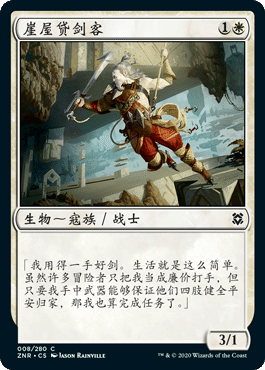 崖屋贷剑客 1
生物～寇族／战士
「我用得一手好剑。生活就是这么简单。
虽然许多冒险者只把我当成廉价打手，但
只要我手中武器能够保证他们四肢健全平
安归家，那我也算完成任务了。」
3/1
008/280 C
ZNR • CS JASON RAINVILLE
™ & © 2020 Wizards of the Coast